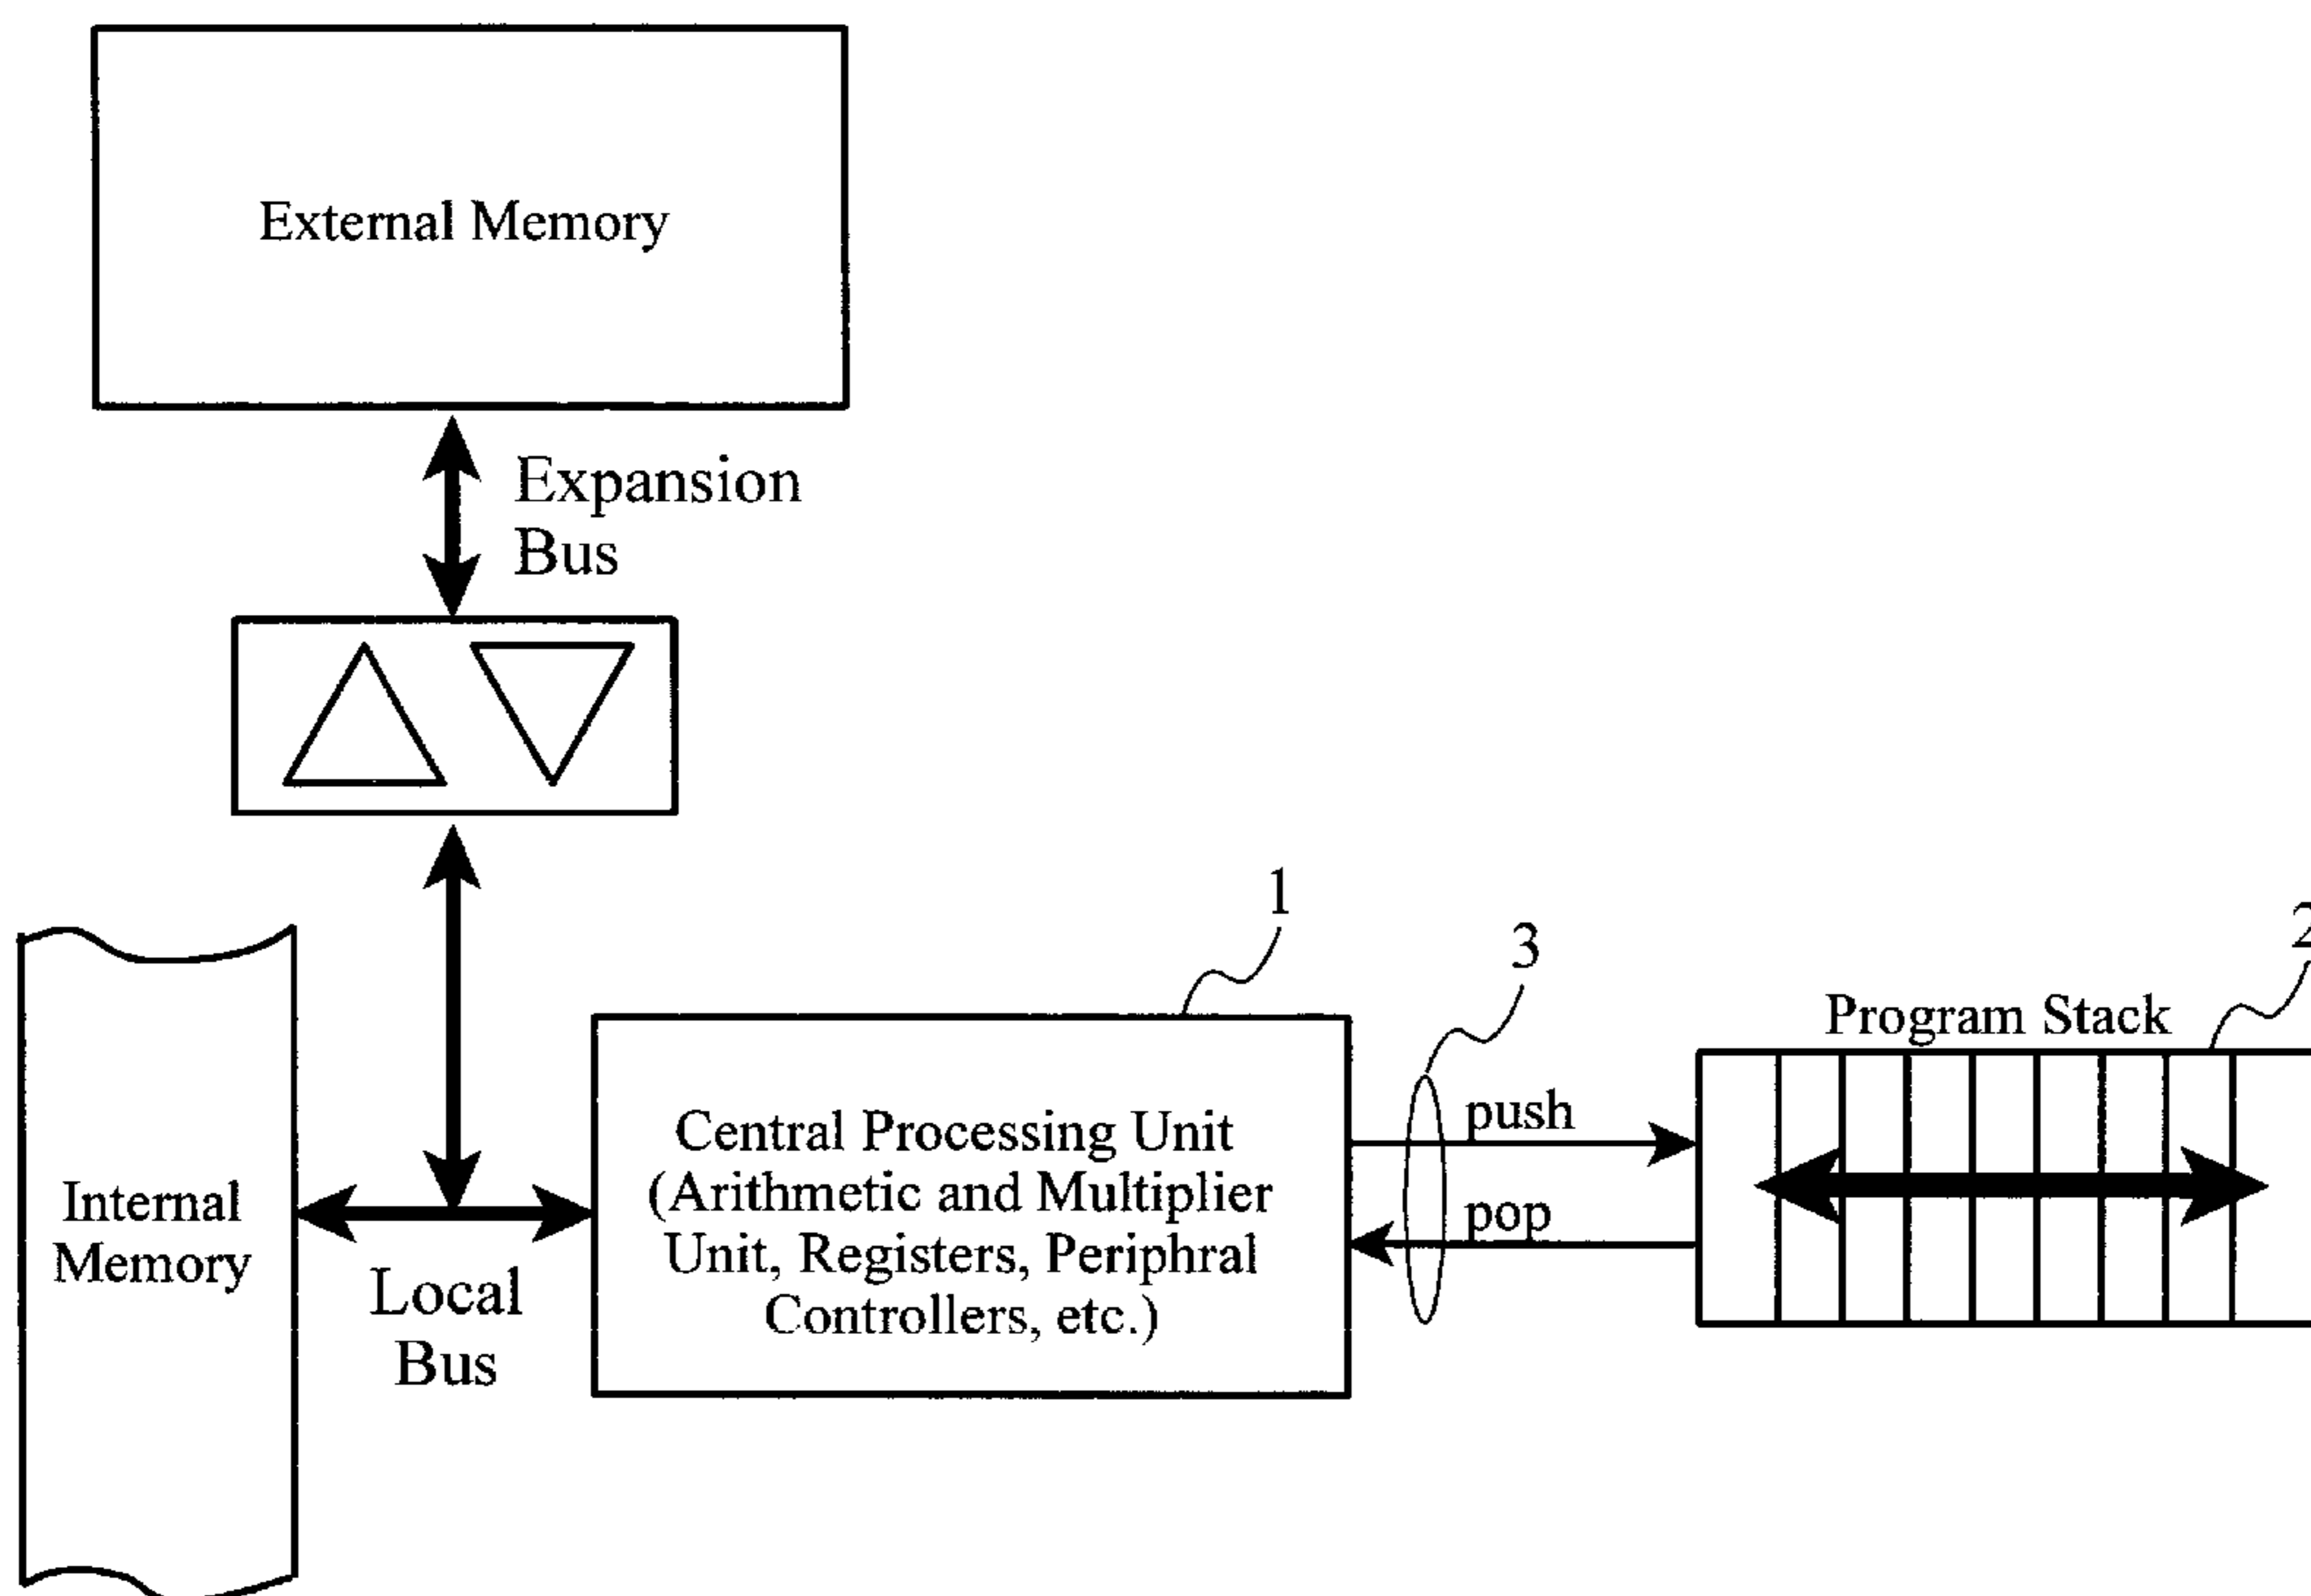 External Memory
Expansion
Bus
1
3
2
Program Stack
push
pop
Central Processing Unit
(Arithmetic and Multiplier
Unit, Registers, Periphral
Controllers, etc.)
Internal
Memory
Local
Bus